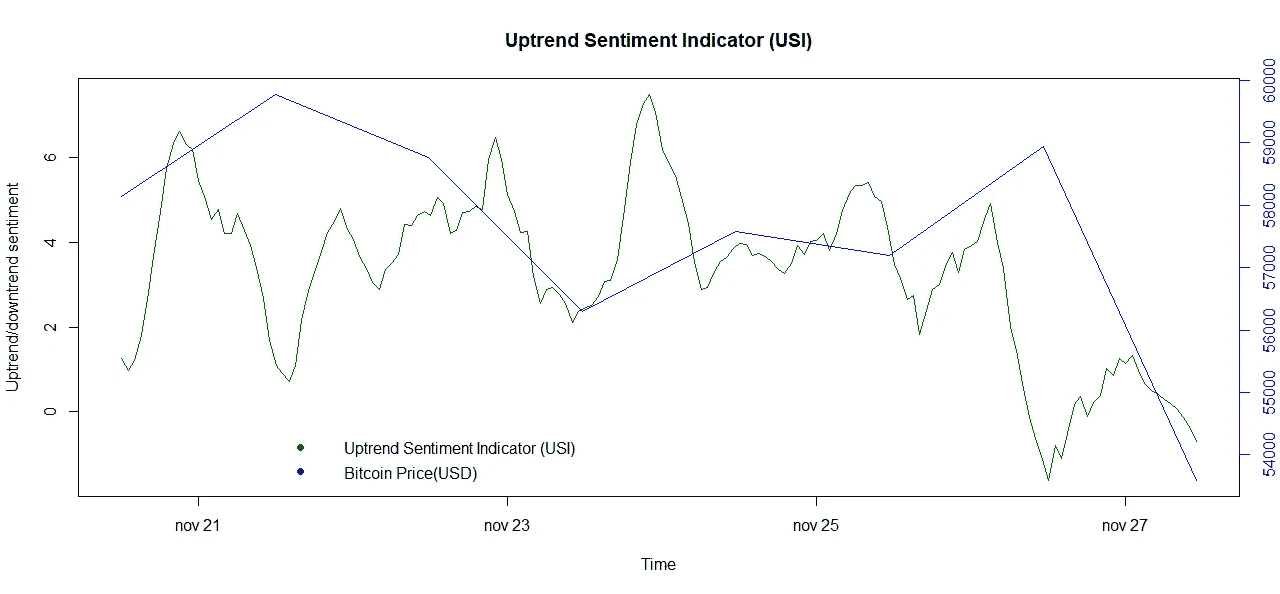 Uptrend Sentiment Indicator (USI)
Uptrend/downtrend sentiment
6
4
2
0
60000
59000
58000
57000
56000
55000
54000
Uptrend Sentiment Indicator (USI)
Bitcoin Price(USD)
nov 21
nov 23
nov 25
nov 27
Time